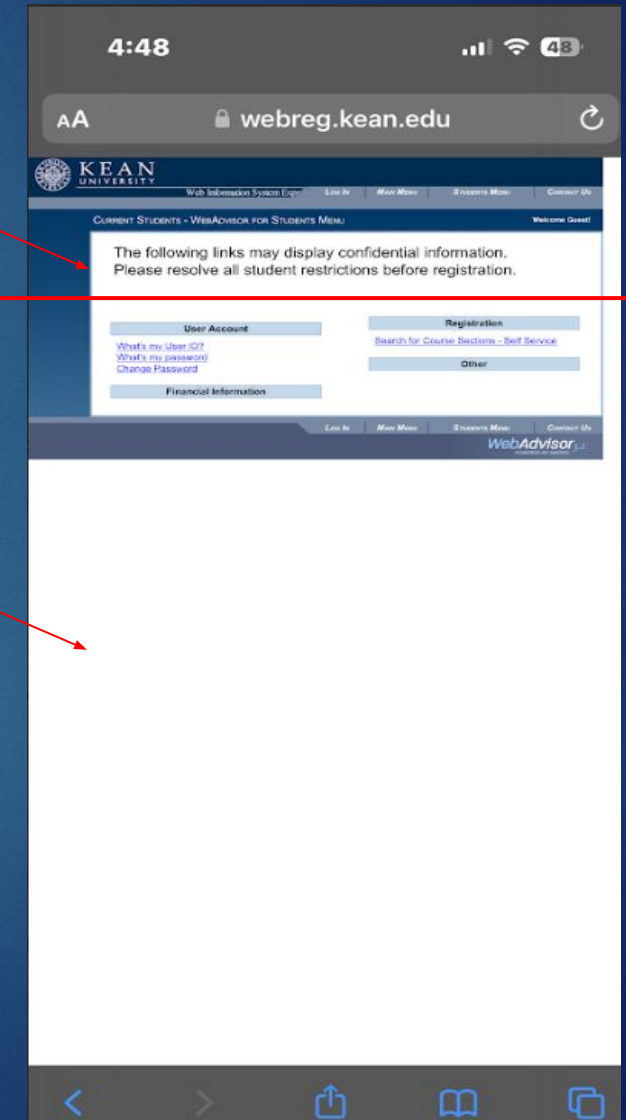 4:48
48
AA webreg.kean.edu
KEAN
UNIVERSITY
Web Information System Log In Main Menu Students Menu Contact Us
Current Students - WebAdvisor for Students Menu Welcome Guest!
The following links may display confidential information.
Please resolve all student restrictions before registration.
User Account
What's my User ID?
What's my password
Change Password
Financial Information
Registration
Search for Course Sections - Self Service
Other
Log In Main Menu Students Menu Contact Us
WebAdvisor